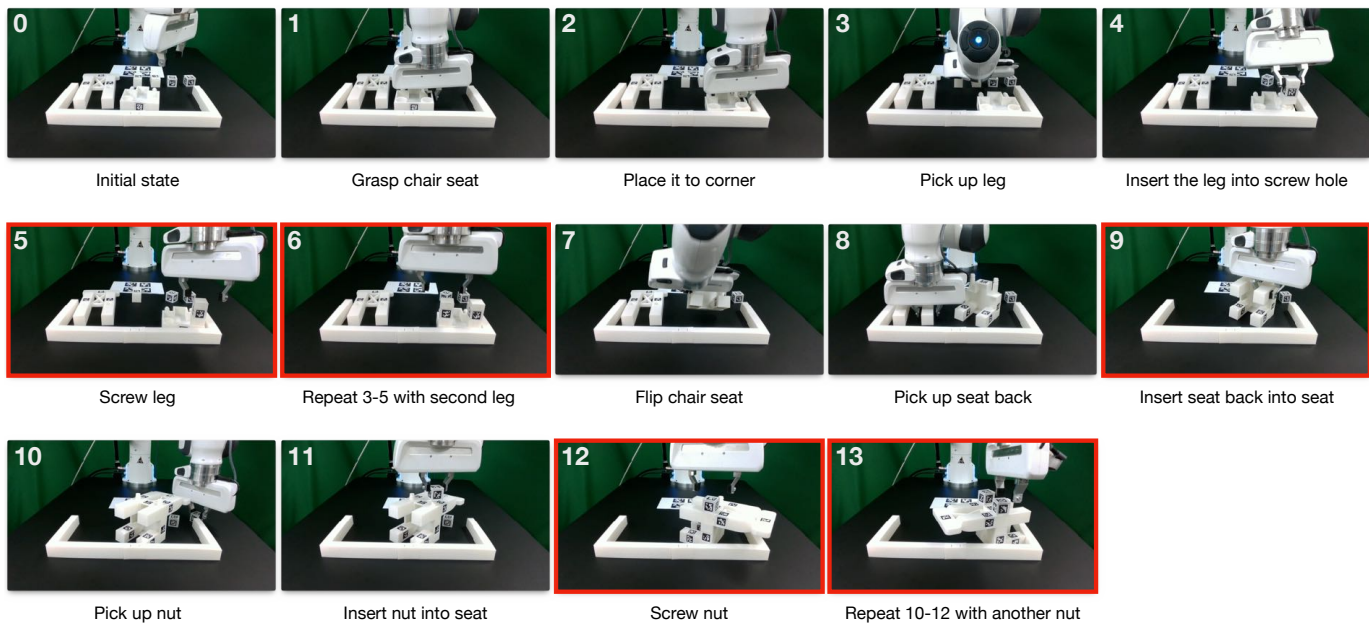 0
1
2
3
4
Initial state
Grasp chair seat
Place it to corner
Pick up leg
Insert the leg into screw hole
5
6
7
8
9
Screw leg
Repeat 3-5 with second leg
Flip chair seat
Pick up seat back
Insert seat back into seat
10
11
12
13
Pick up nut
Insert nut into seat
Screw nut
Repeat 10-12 with another nut